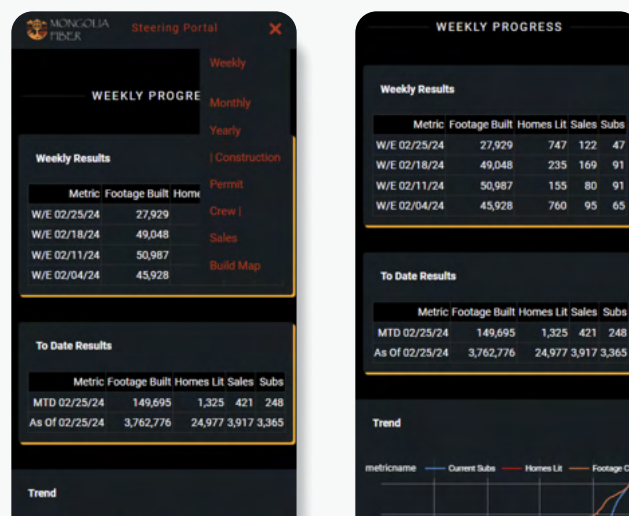 MONGOLIA
FIBER
Steering Portal
×
Weekly
Monthly
Yearly
| Construction
Permit
Crew |
Sales
Build Map
WEEKLY PROGRE
Weekly Results
Metric Footage Built Home
W/E 02/25/24 27,929
W/E 02/18/24 49,048
W/E 02/11/24 50,987
W/E 02/04/24 45,928
To Date Results
Metric Footage Built Homes Lit Sales Subs
MTD 02/25/24 149,695 1,325 421 248
As Of 02/25/24 3,762,776 24,977 3,917 3,365
Trend
WEEKLY PROGRESS
Weekly Results
Metric Footage Built Homes Lit Sales Subs
W/E 02/25/24 27,929 747 122 47
W/E 02/18/24 49,048 235 169 91
W/E 02/11/24 50,987 155 80 91
W/E 02/04/24 45,928 760 95 65
To Date Results
Metric Footage Built Homes Lit Sales Subs
MTD 02/25/24 149,695 1,325 421 248
As Of 02/25/24 3,762,776 24,977 3,917 3,365
Trend
metricname Current Subs Homes Lit Footage C